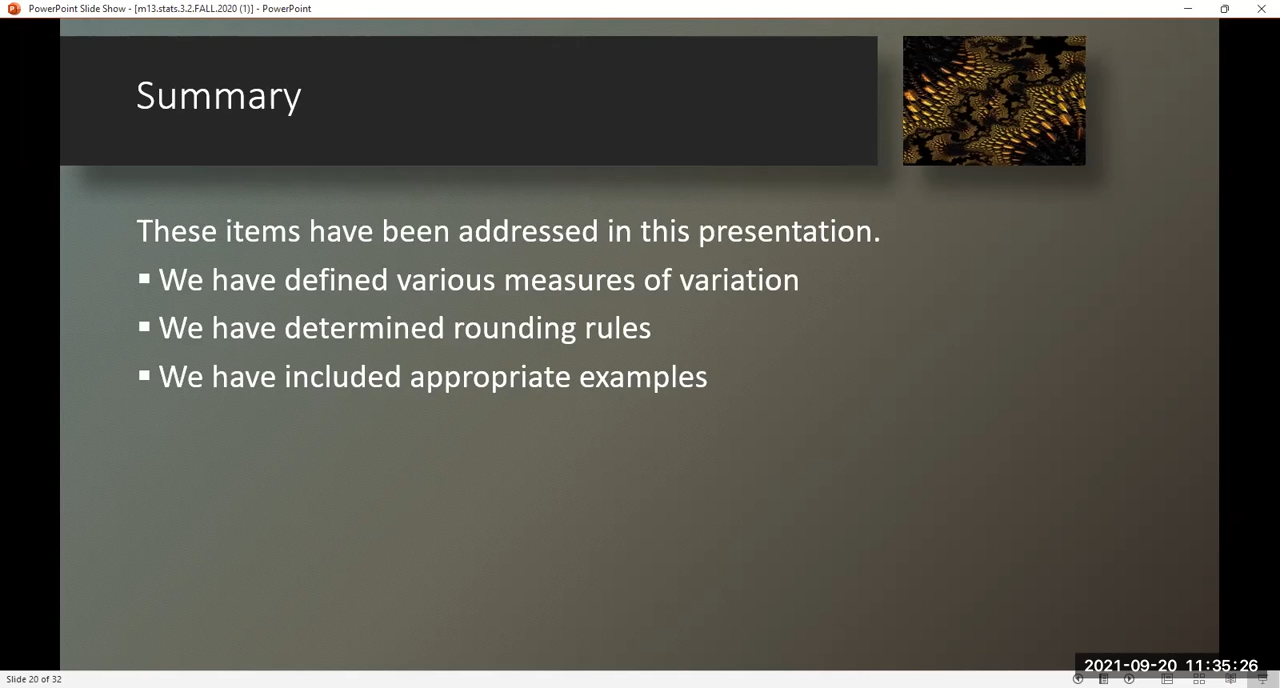 PowerPoint Slide Show - [m13.stats.3.2.FALL.2020 (1)] - PowerPoint
Summary
These items have been addressed in this presentation.
▪ We have defined various measures of variation
▪ We have determined rounding rules
▪ We have included appropriate examples
2021-09-20 11:35:26
Slide 20 of 32